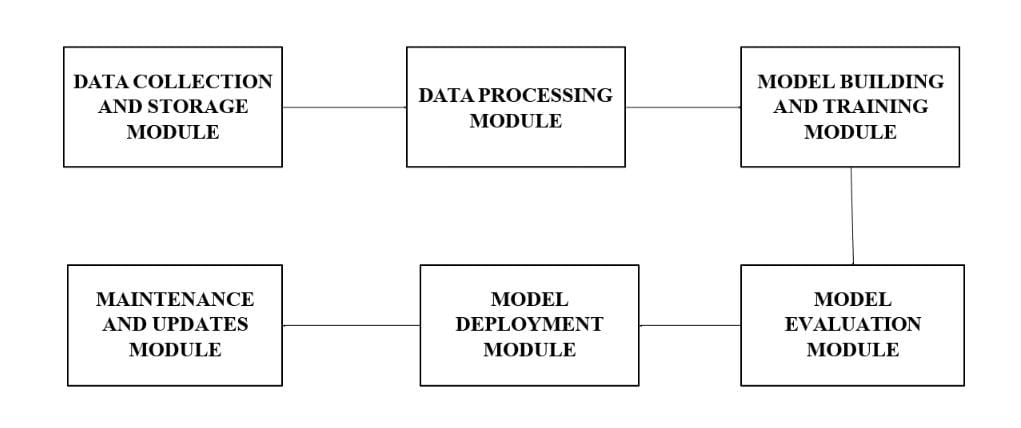 DATA COLLECTION
AND STORAGE
MODULE
DATA PROCESSING
MODULE
MODEL BUILDING
AND TRAINING
MODULE
MAINTENANCE
AND UPDATES
MODULE
MODEL
DEPLOYMENT
MODULE
MODEL
EVALUATION
MODULE